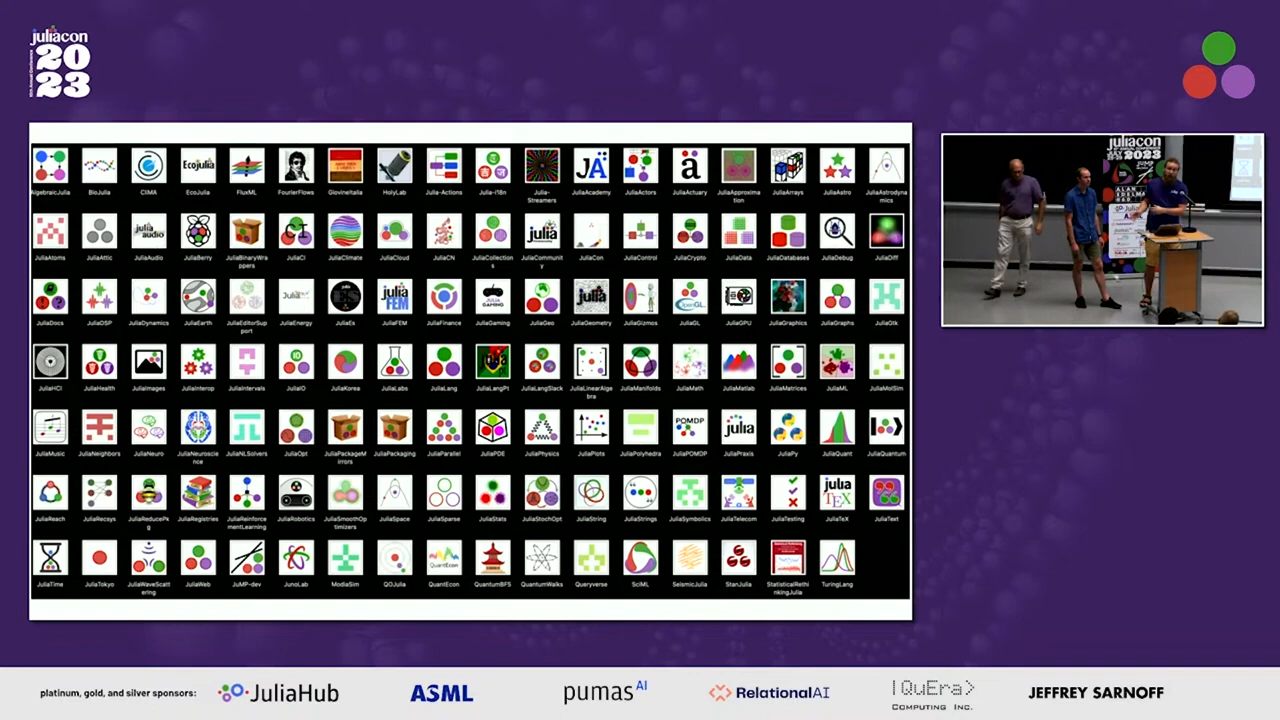 juliacon
2023
AlgebraicJulia BioJulia CliMA EcoJulia FluxML FourierFlows GiovineItalia HolyLab Julia-Actions Julia-i18n Julia-Streamers JuliaAcademy JuliaActors JuliaActuary JuliaApproximation JuliaArrays JuliaAstro JuliaAstrodynamics
JuliaAtoms JuliaAttic JuliaAudio JuliaBerry JuliaBinaryWrappers JuliaCI JuliaClimate JuliaCloud JuliaCN JuliaCollections JuliaCommunity JuliaCon JuliaControl JuliaCrypto JuliaData JuliaDatabases JuliaDebug JuliaDiff
JuliaDocs JuliaDSP JuliaDynamics JuliaEarth JuliaEditorSupport JuliaEnergy JuliaEs JuliaFEM JuliaFinance JuliaGaming JuliaGeo JuliaGeometry JuliaGizmos JuliaGL JuliaGPU JuliaGraphics JuliaGraphs JuliaGtk
JuliaHCI JuliaHealth JuliaImages JuliaInterop JuliaIntervals JuliaIO JuliaKorea JuliaLabs JuliaLang JuliaLangPt JuliaLangSlack JuliaLinearAlgebra JuliaManifolds JuliaMath JuliaMatlab JuliaMatrices JuliaML JuliaMolSim
JuliaMusic JuliaNeighbors JuliaNeuro JuliaNeuroscience JuliaNLSolvers JuliaOpt JuliaPackageMirrors JuliaPackaging JuliaParallel JuliaPDE JuliaPhysics JuliaPlots JuliaPolyhedra JuliaPOMDP JuliaPraxis JuliaPy JuliaQuant JuliaQuantum
JuliaReach JuliaRecsys JuliaReducePkg JuliaRegistries JuliaReinforcementLearning JuliaRobotics JuliaSmoothOptimizers JuliaSpace JuliaSparse JuliaStats JuliaStochOpt JuliaString JuliaStrings JuliaSymbolics JuliaTelecom JuliaTesting JuliaTeX JuliaText
JuliaTime JuliaTokyo JuliaWaveScattering JuliaWeb JuMP-dev JunoLab ModiaSim QOJulia QuantEcon QuantumBFS QuantumWalks Queryverse SciML SeismicJulia StanJulia StatisticalRethinkingJulia TuringLang
juliacon
2023
platinum, gold, and silver sponsors: JuliaHub ASML pumasAI RelationalAI |QuEra> COMPUTING INC. JEFFREY SARNOFF